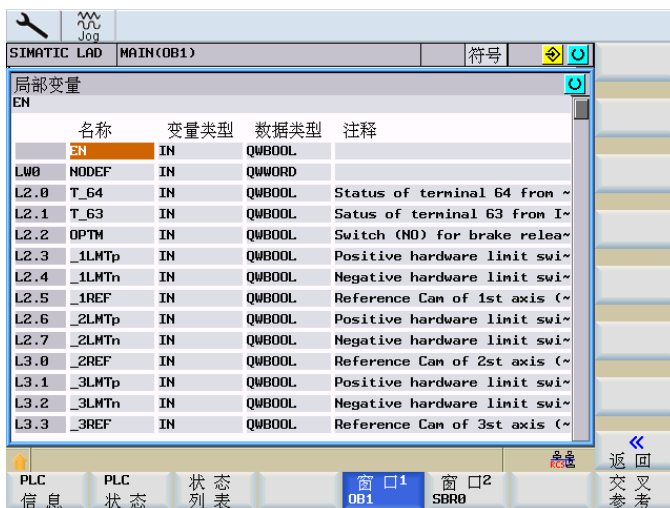 Jog
SIMATIC LAD MAIN(OB1) 符号
局部变量
EN
名称 变量类型 数据类型 注释
EN IN QWBOOL
LW0 NODEF IN QWWORD
L2.0 T_64 IN QWBOOL Status of terminal 64 from ~
L2.1 T_63 IN QWBOOL Satus of terminal 63 from I~
L2.2 OPTM IN QWBOOL Switch (NO) for brake relea~
L2.3 _1LMTp IN QWBOOL Positive hardware limit swi~
L2.4 _1LMTn IN QWBOOL Negative hardware limit swi~
L2.5 _1REF IN QWBOOL Reference Cam of 1st axis (~
L2.6 _2LMTp IN QWBOOL Positive hardware limit swi~
L2.7 _2LMTn IN QWBOOL Negative hardware limit swi~
L3.0 _2REF IN QWBOOL Reference Cam of 2st axis (~
L3.1 _3LMTp IN QWBOOL Positive hardware limit swi~
L3.2 _3LMTn IN QWBOOL Negative hardware limit swi~
L3.3 _3REF IN QWBOOL Reference Cam of 3st axis (~
RCS
«
返回
PLC 信息
PLC 状态
状态列表
窗口1 OB1
窗口2 SBR0
交叉参考